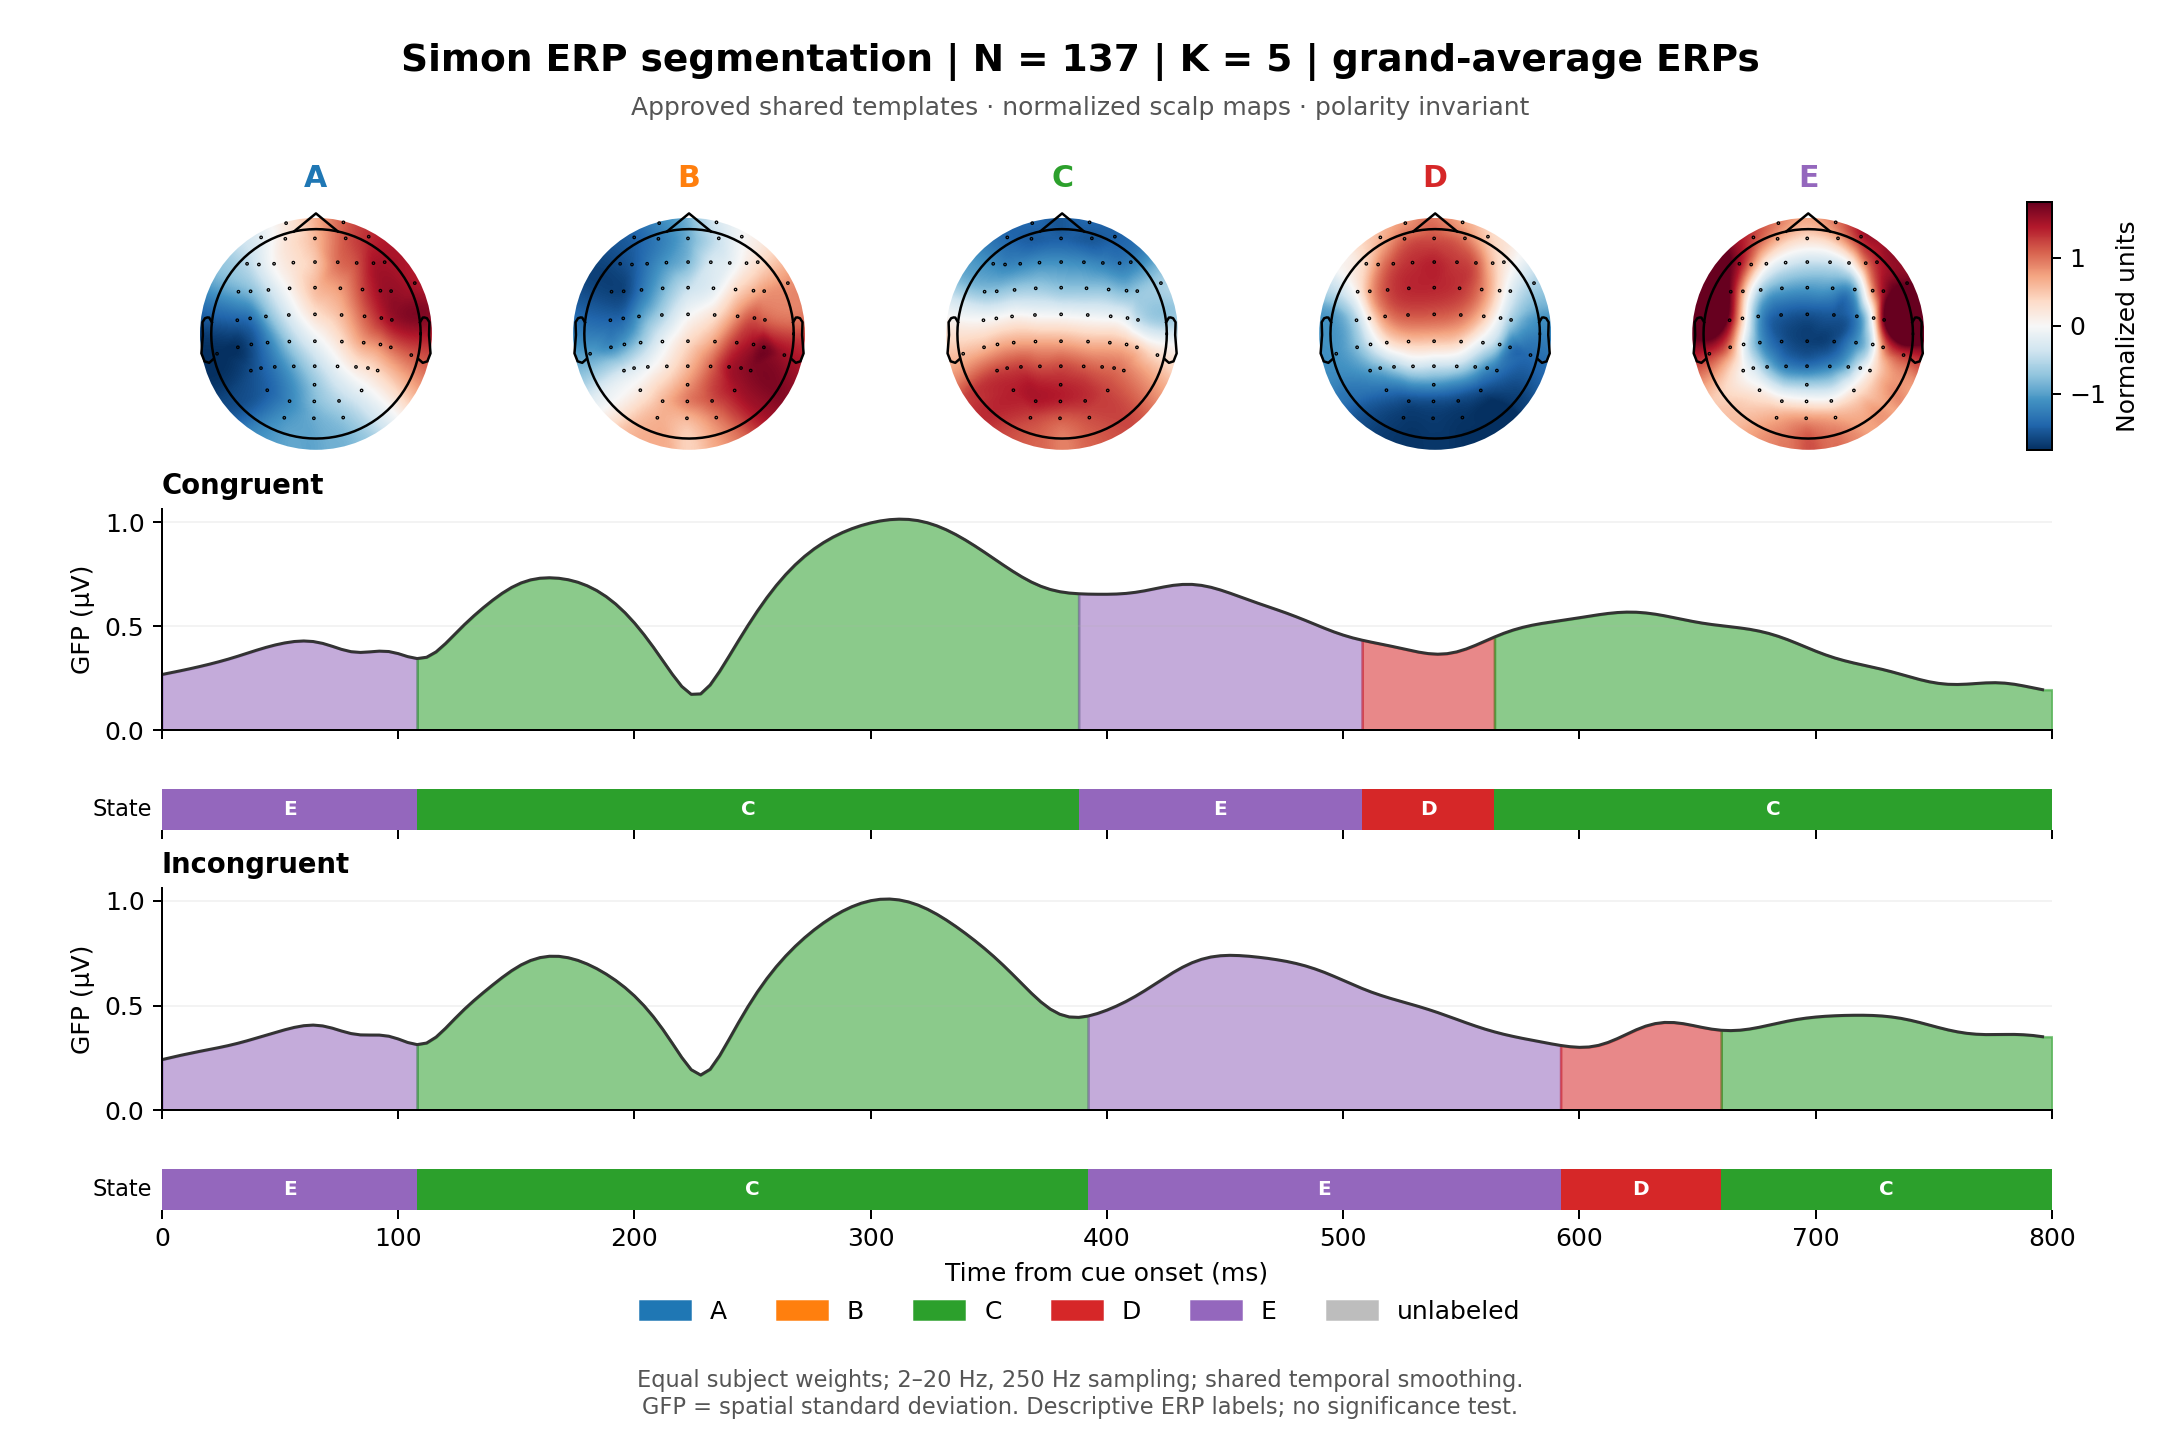 Simon ERP segmentation | N = 137 | K = 5 | grand-average ERPs
Approved shared templates · normalized scalp maps · polarity invariant
A B C D E
1
0
−1
Normalized units
Congruent
1.0
0.5
0.0
GFP (µV)
State E C E D C
Incongruent
1.0
0.5
0.0
GFP (µV)
State E C E D C
0 100 200 300 400 500 600 700 800
Time from cue onset (ms)
A B C D E unlabeled
Equal subject weights; 2–20 Hz, 250 Hz sampling; shared temporal smoothing.
GFP = spatial standard deviation. Descriptive ERP labels; no significance test.